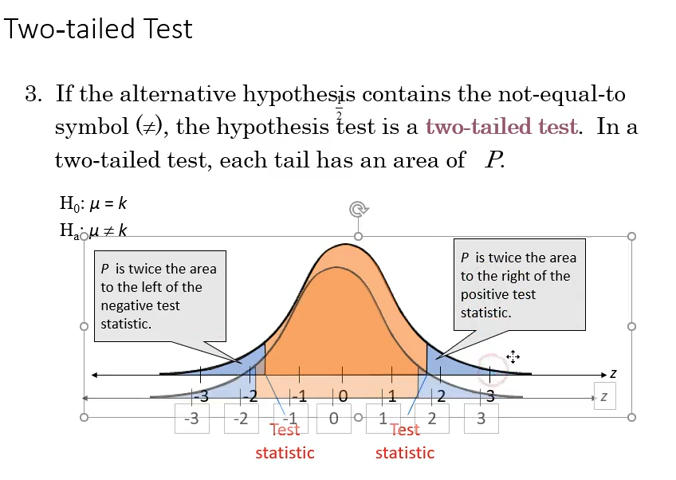 Two-tailed Test
3. If the alternative hypothesis contains the not-equal-to
symbol (≠), the hypothesis test is a two-tailed test. In a
two-tailed test, each tail has an area of P.
1
2
H₀: μ = k
Hₐ: μ ≠ k
P is twice the area
to the left of the
negative test
statistic.
P is twice the area
to the right of the
positive test
statistic.
z
-3 -2 -1 0 1 2 3
z
-3 -2 -1 0 1 2 3
Test
statistic
Test
statistic